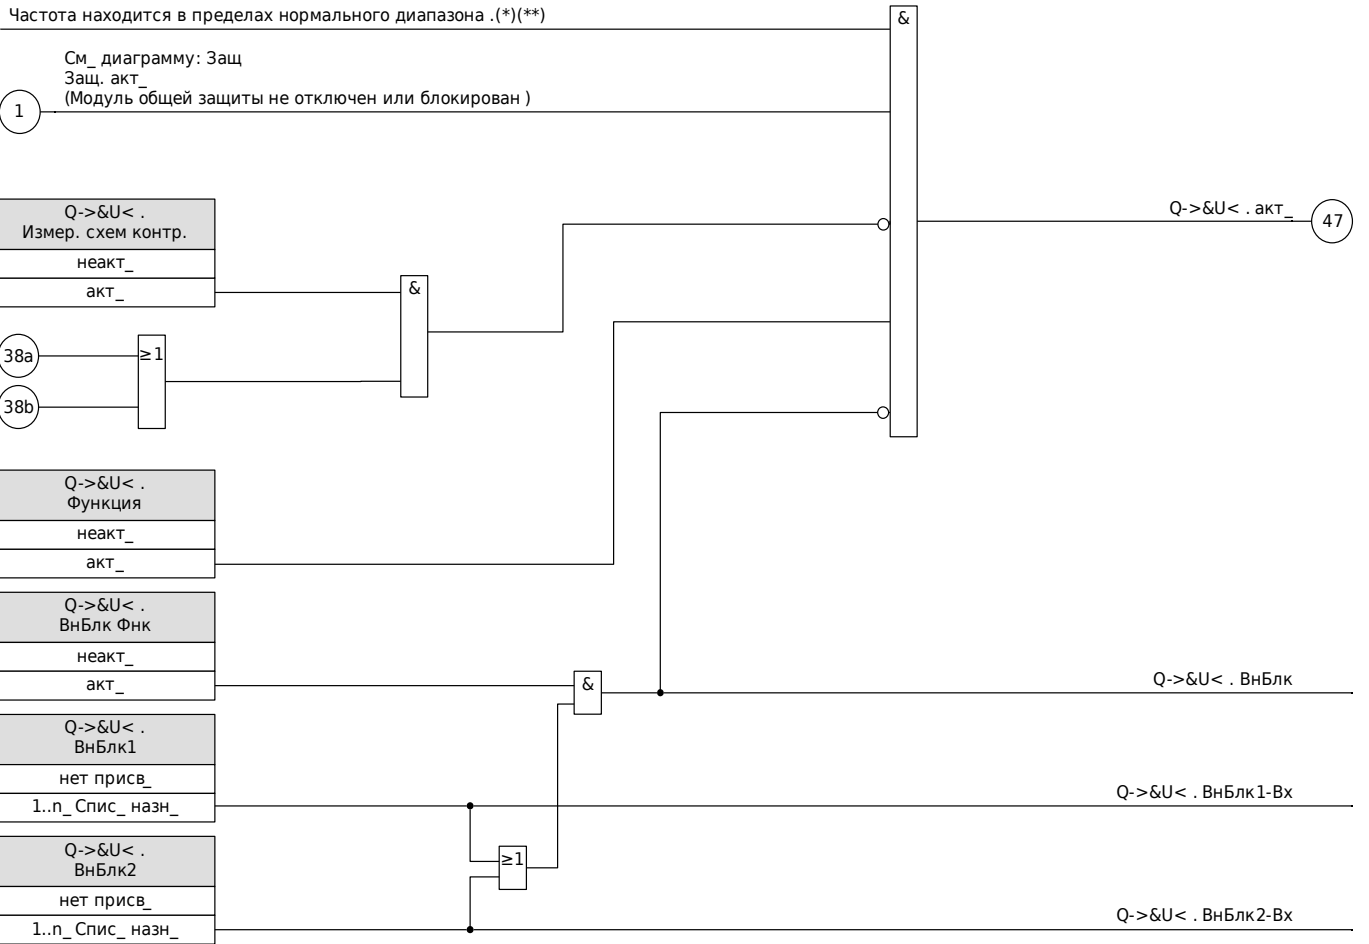 Частота находится в пределах нормального диапазона .(*)(**)
&
См_ диаграмму: Защ
Защ. акт_
(Модуль общей защиты не отключен или блокирован )
1
Q->&U< .
Измер. схем контр.
неакт_
акт_
Q->&U< . акт_
47
&
38a
≥1
38b
Q->&U< .
Функция
неакт_
акт_
Q->&U< .
ВнБлк Фнк
неакт_
акт_
&
Q->&U< . ВнБлк
Q->&U< .
ВнБлк1
нет присв_
1..n_ Спис_ назн_
Q->&U< . ВнБлк1-Вх
≥1
Q->&U< .
ВнБлк2
нет присв_
1..n_ Спис_ назн_
Q->&U< . ВнБлк2-Вх